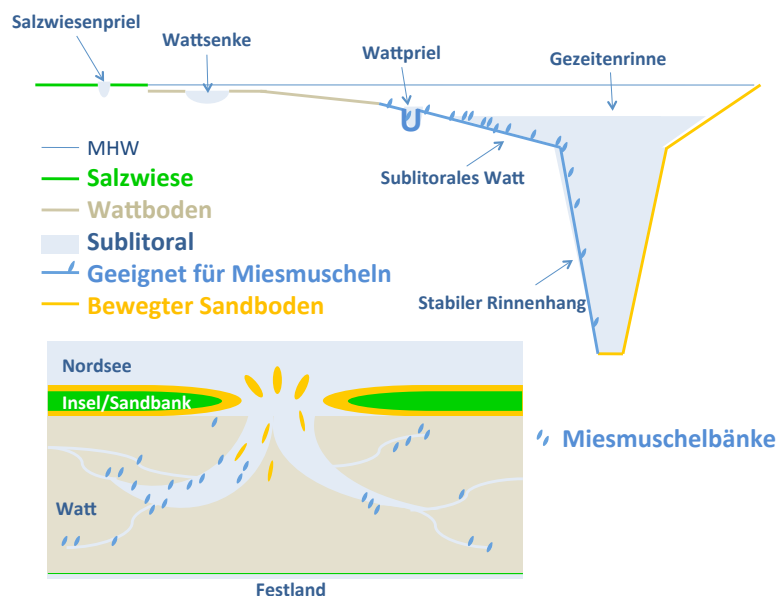 Salzwiesenpriel
Wattsenke
Wattpriel
Gezeitenrinne
MHW
Salzwiese
Wattboden
Sublitoral
Geeignet für Miesmuscheln
Bewegter Sandboden
Sublitorales Watt
Stabiler Rinnenhang
Nordsee
Insel/Sandbank
Miesmuschelbänke
Watt
Festland